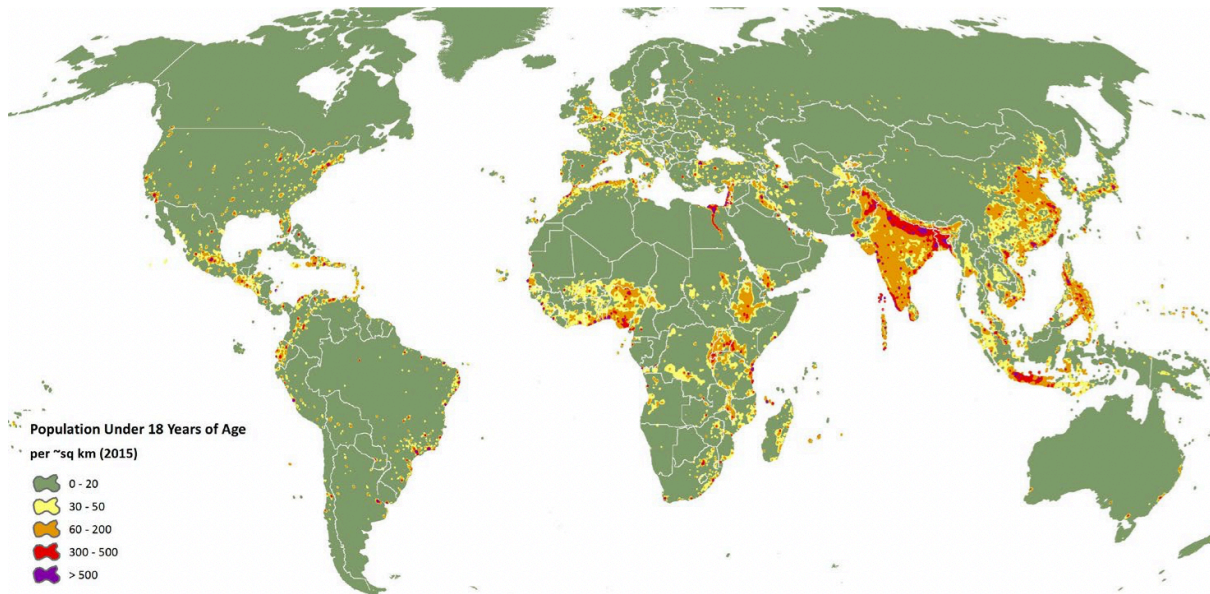 Population Under 18 Years of Age
per ~sq km (2015)
0 - 20
30 - 50
60 - 200
300 - 500
> 500